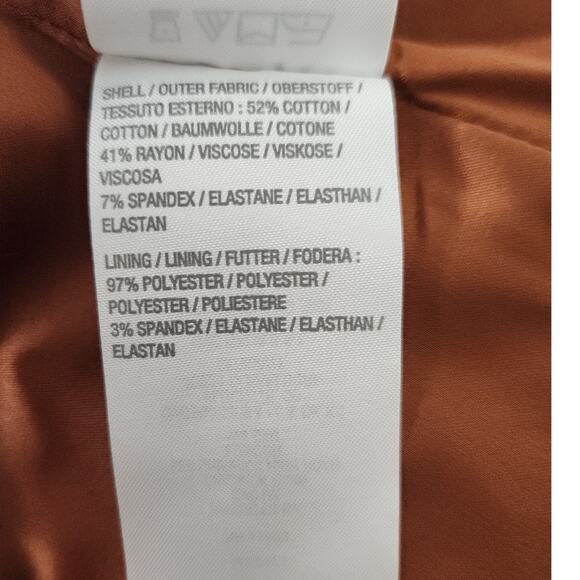 SHELL / OUTER FABRIC / OBERSTOFF /
TESSUTO ESTERNO : 52% COTTON /
COTTON / BAUMWOLLE / COTONE
41% RAYON / VISCOSE / VISKOSE /
VISCOSA
7% SPANDEX / ELASTANE / ELASTHAN /
ELASTAN
LINING / LINING / FUTTER / FODERA :
97% POLYESTER / POLYESTER /
POLYESTER / POLIESTERE
3% SPANDEX / ELASTANE / ELASTHAN /
ELASTAN